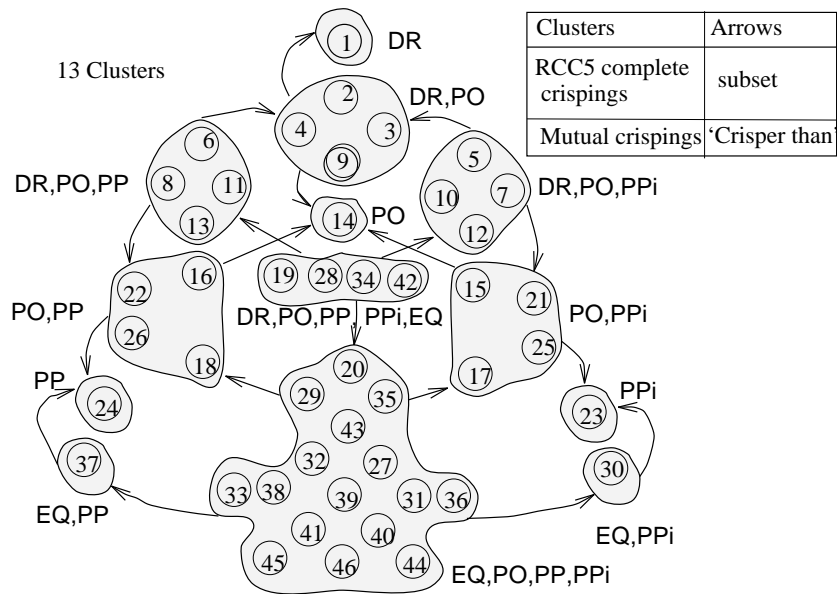 1 DR
13 Clusters
Clusters Arrows
RCC5 complete
crispings
subset
Mutual crispings 'Crisper than'
2
4 3
9
DR,PO
6
8 11
13
DR,PO,PP
5
10 7
12
DR,PO,PPi
14 PO
19 28 34 42
DR,PO,PP, PPi,EQ
16
22
26
18
PO,PP
15
21
25
17
PO,PPi
PP
24
37
EQ,PP
PPi
23
30
EQ,PPi
20
29 35
43
32 27
33 38 39 31 36
41 40
45 46 44
EQ,PO,PP,PPi